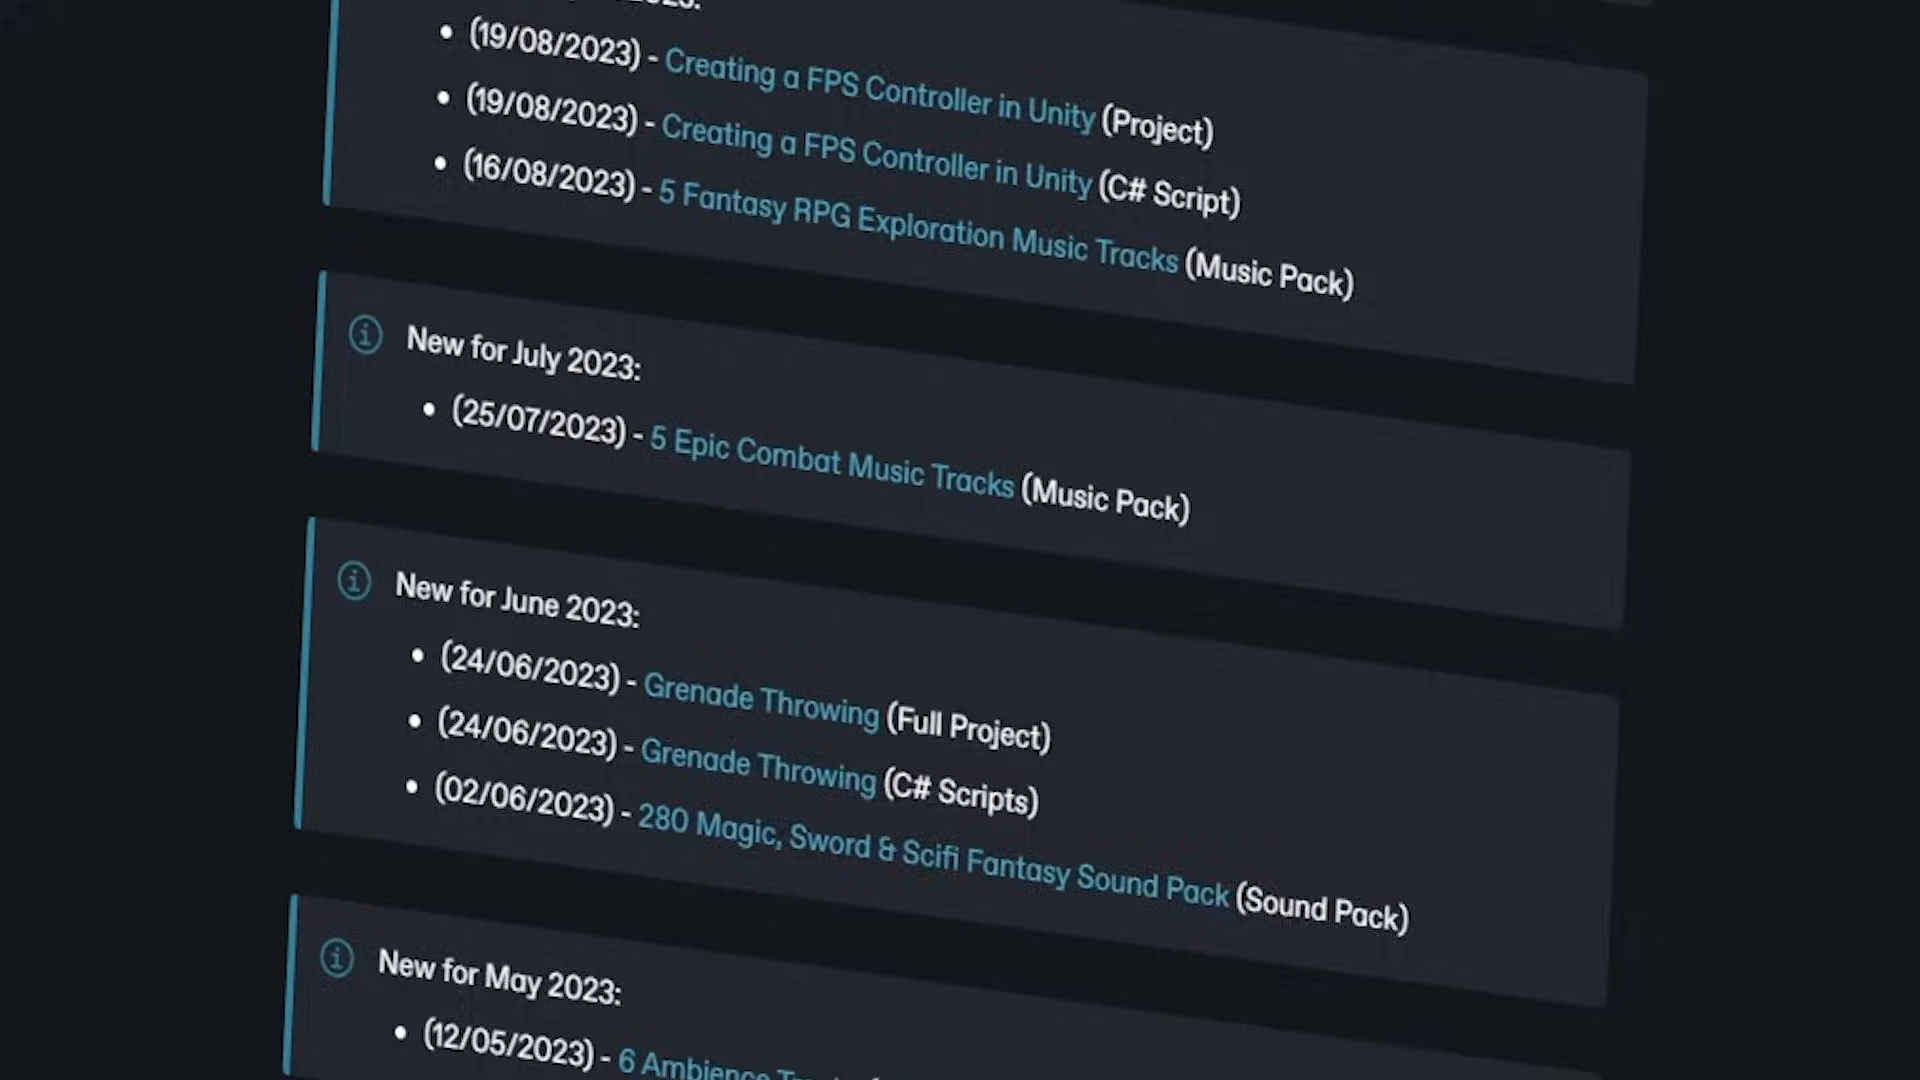 (19/08/2023) - Creating a FPS Controller in Unity (Project)
(19/08/2023) - Creating a FPS Controller in Unity (C# Script)
(16/08/2023) - 5 Fantasy RPG Exploration Music Tracks (Music Pack)
New for July 2023:
(25/07/2023) - 5 Epic Combat Music Tracks (Music Pack)
New for June 2023:
(24/06/2023) - Grenade Throwing (Full Project)
(24/06/2023) - Grenade Throwing (C# Scripts)
(02/06/2023) - 280 Magic, Sword & Scifi Fantasy Sound Pack (Sound Pack)
New for May 2023:
(12/05/2023) - 6 Ambience